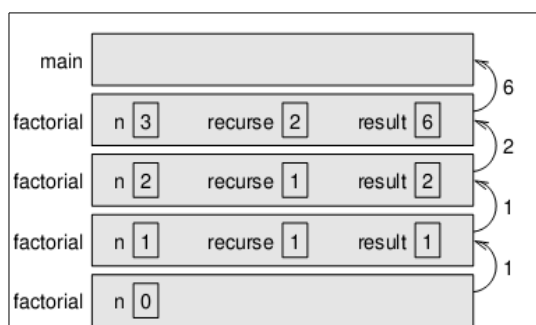 main
6
factorial n 3 recurse 2 result 6
2
factorial n 2 recurse 1 result 2
1
factorial n 1 recurse 1 result 1
1
factorial n 0